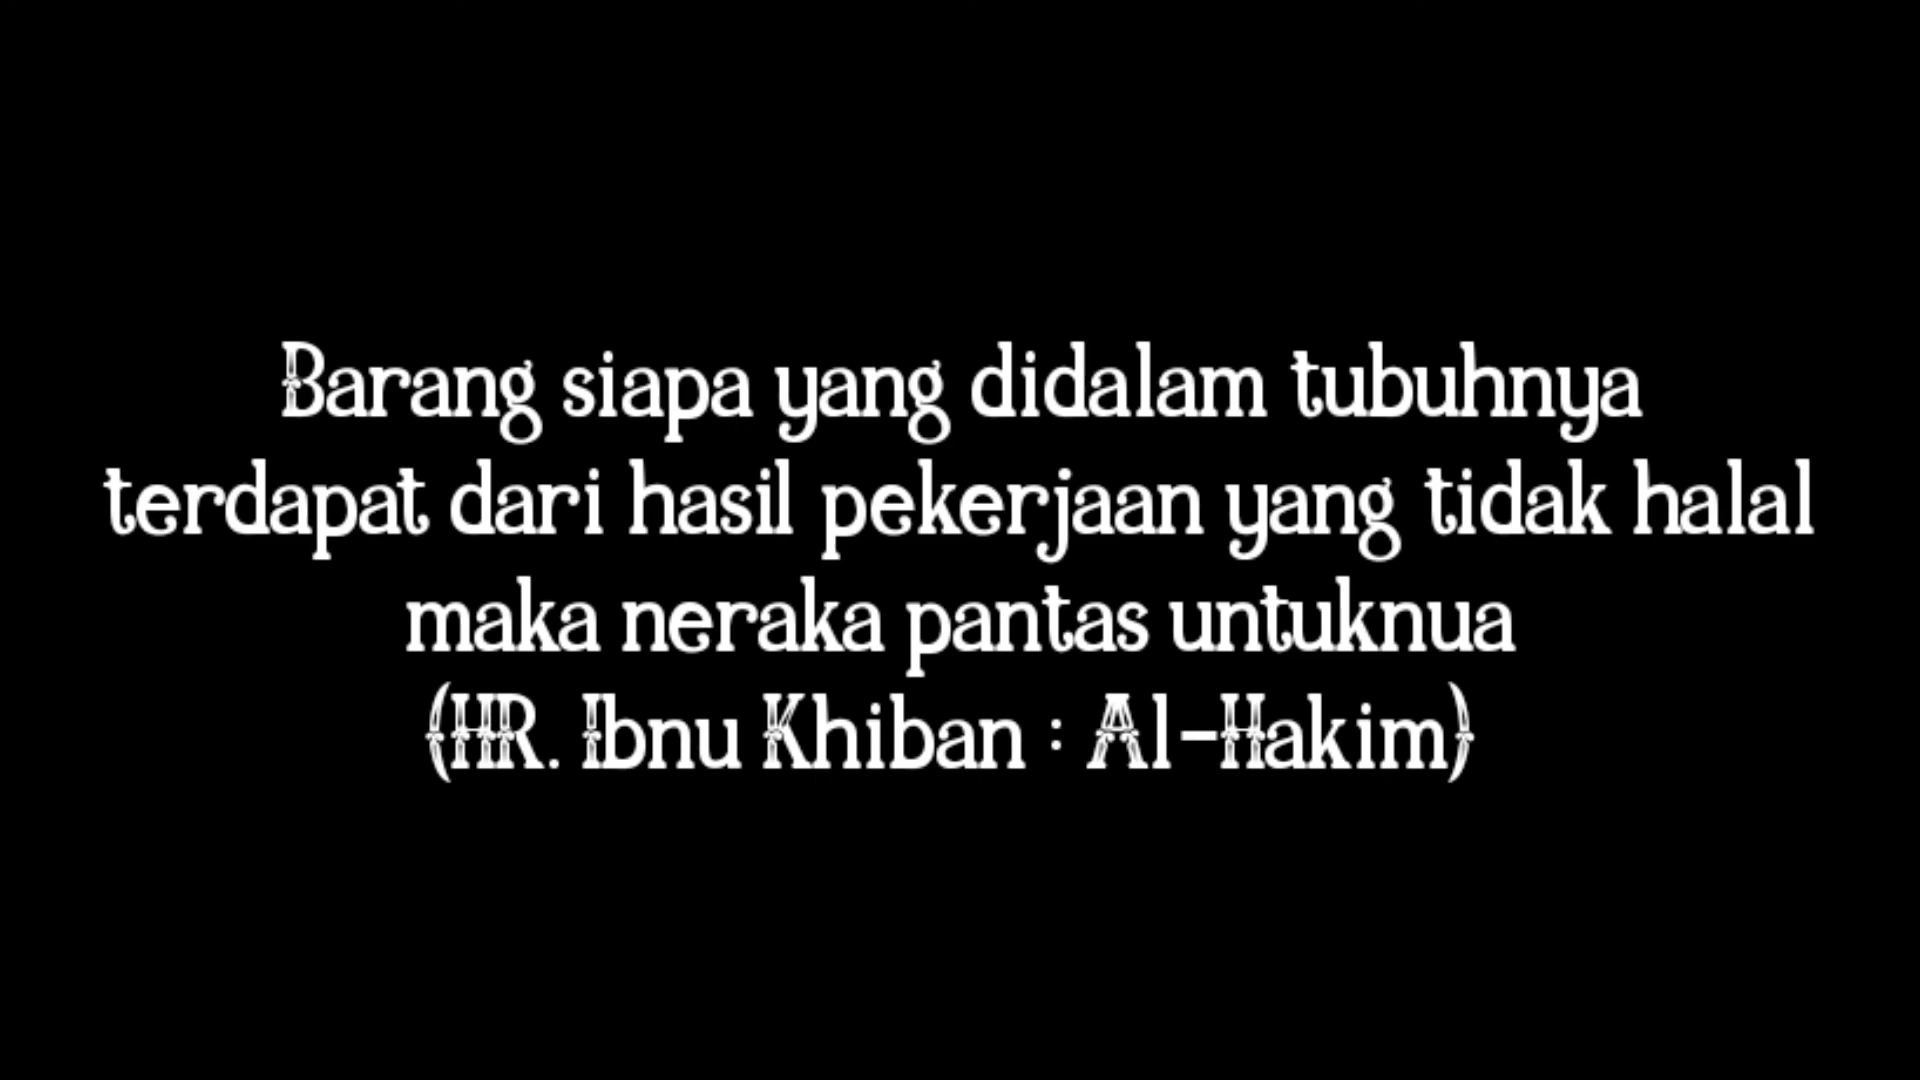 Barang siapa yang didalam tubuhnya
terdapat dari hasil pekerjaan yang tidak halal
maka neraka pantas untuknua
(HR. Ibnu Khiban : Al-Hakim)